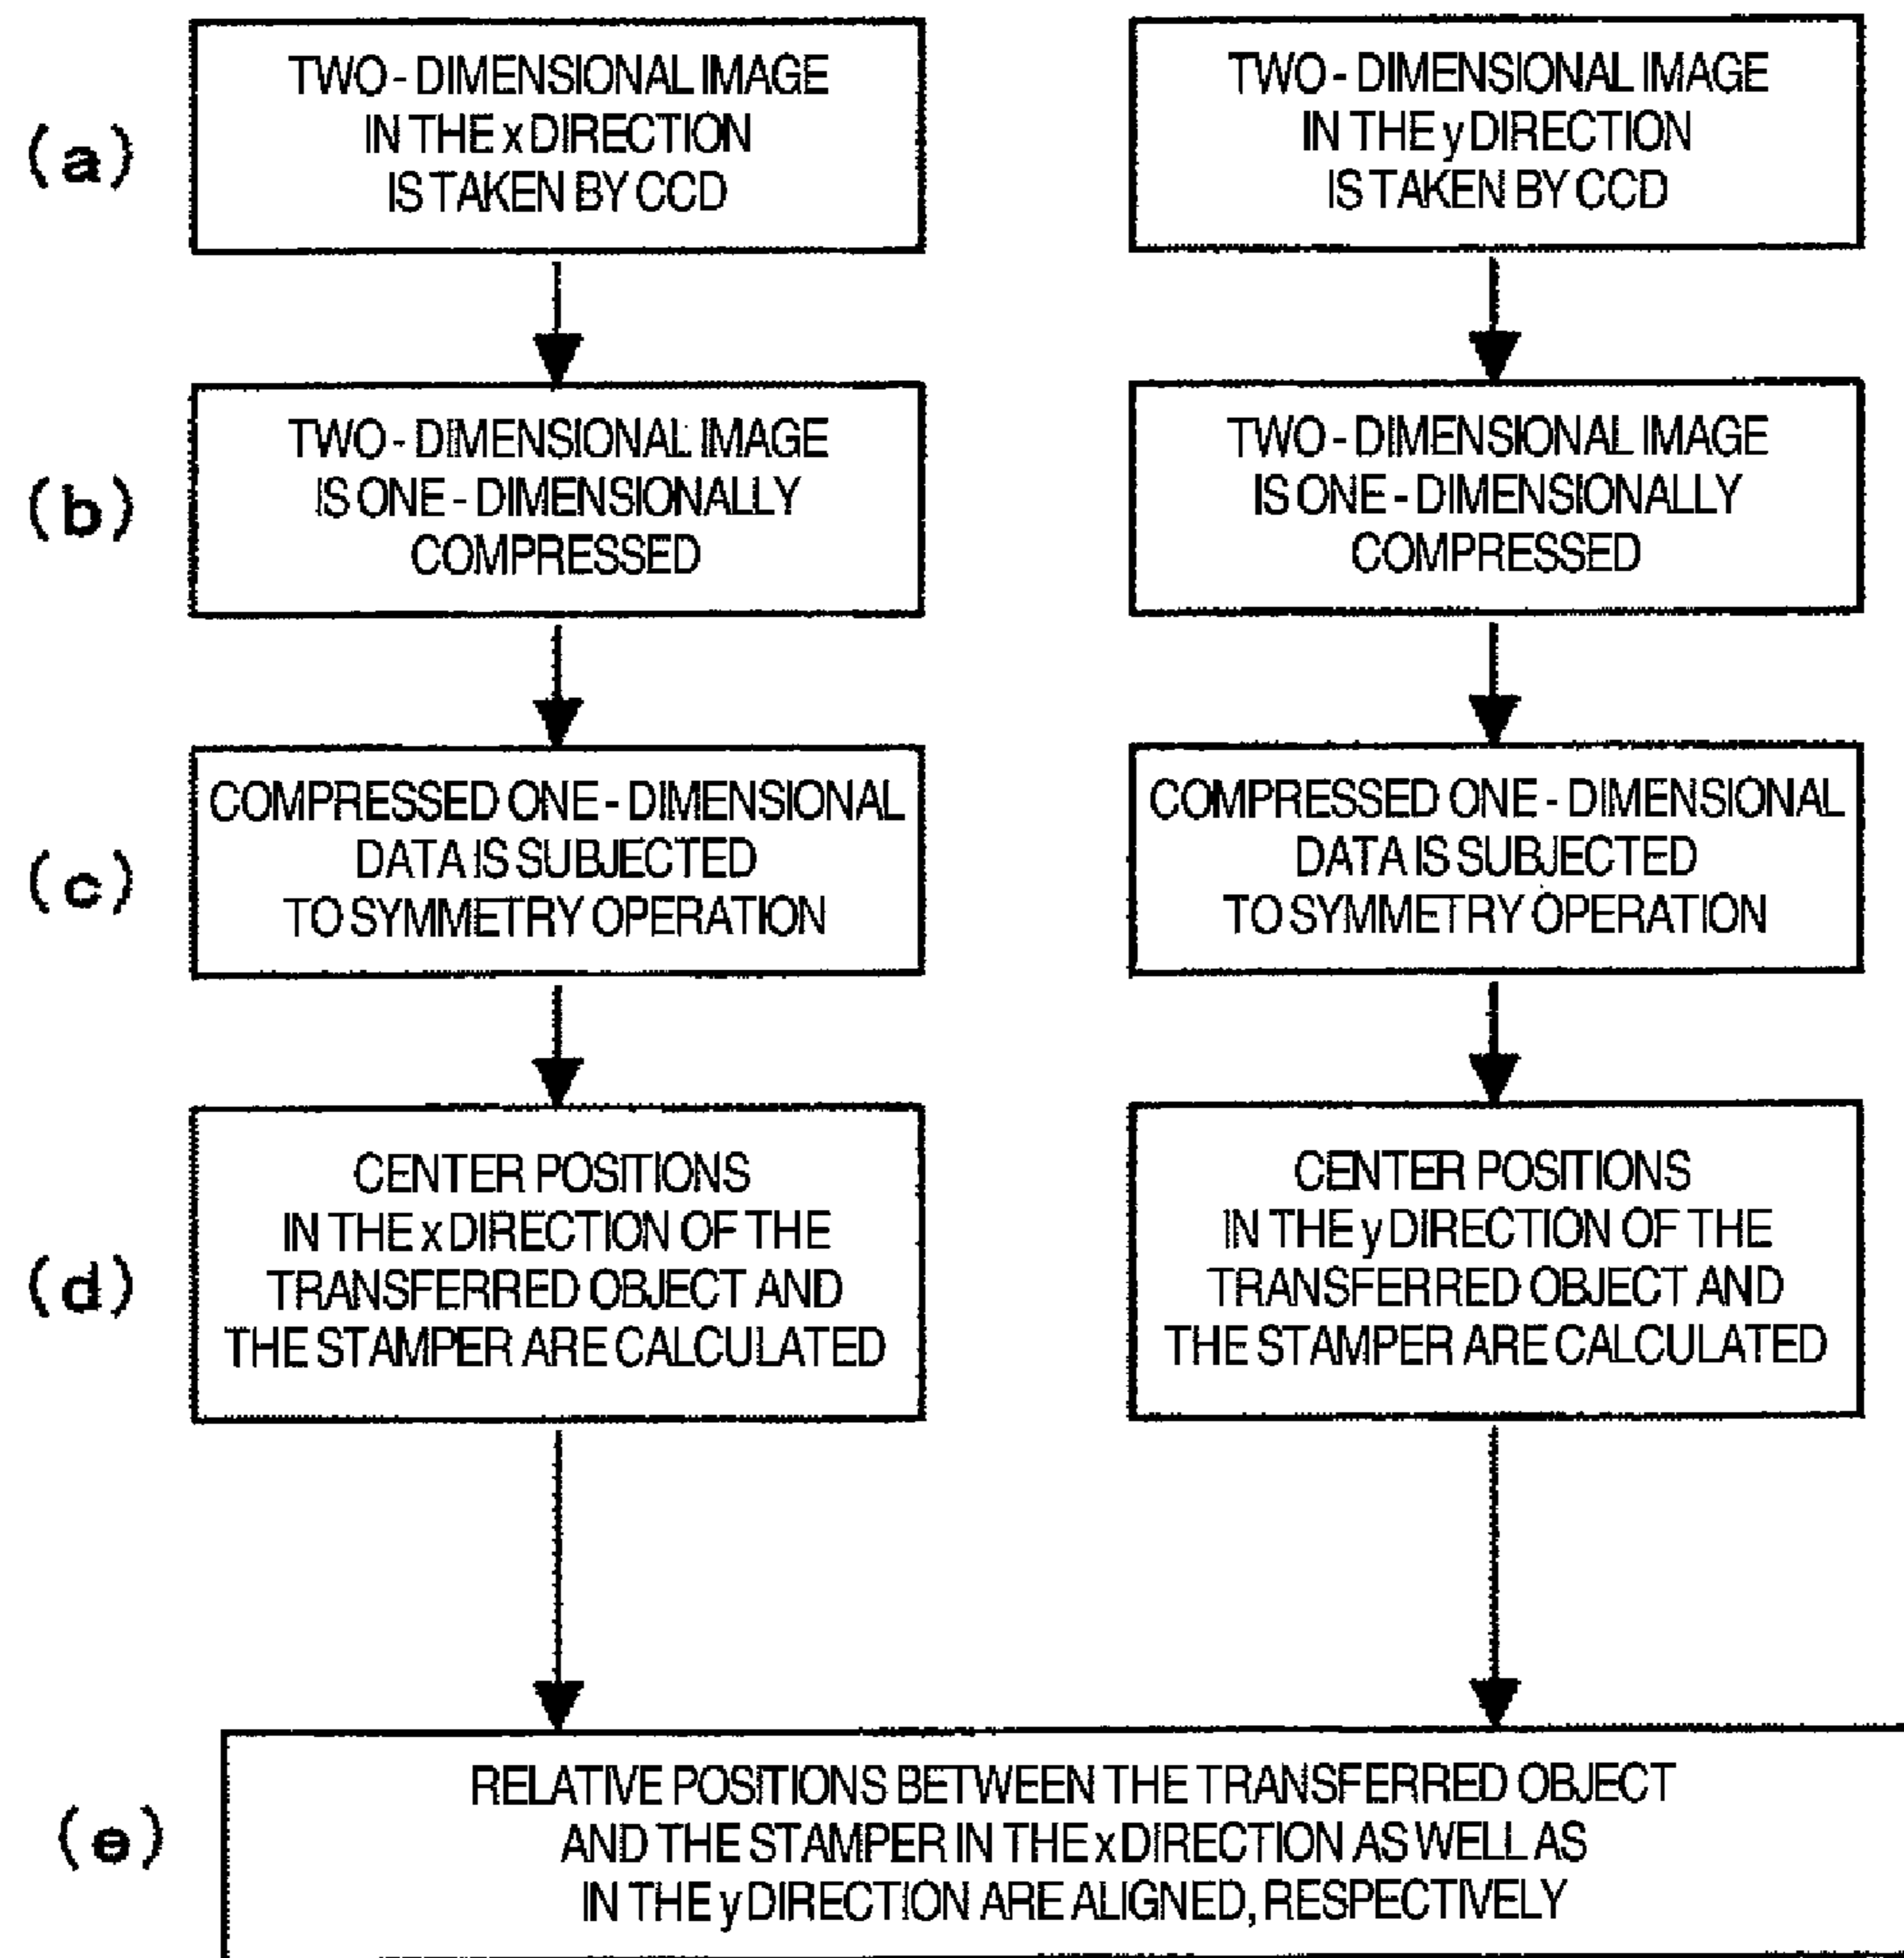 (a)
TWO - DIMENSIONAL IMAGE
IN THE x DIRECTION
IS TAKEN BY CCD
TWO - DIMENSIONAL IMAGE
IN THE y DIRECTION
IS TAKEN BY CCD
(b)
TWO - DIMENSIONAL IMAGE
IS ONE - DIMENSIONALLY
COMPRESSED
TWO - DIMENSIONAL IMAGE
IS ONE - DIMENSIONALLY
COMPRESSED
(c)
COMPRESSED ONE - DIMENSIONAL
DATA IS SUBJECTED
TO SYMMETRY OPERATION
COMPRESSED ONE - DIMENSIONAL
DATA IS SUBJECTED
TO SYMMETRY OPERATION
(d)
CENTER POSITIONS
IN THE x DIRECTION OF THE
TRANSFERRED OBJECT AND
THE STAMPER ARE CALCULATED
CENTER POSITIONS
IN THE y DIRECTION OF THE
TRANSFERRED OBJECT AND
THE STAMPER ARE CALCULATED
(e)
RELATIVE POSITIONS BETWEEN THE TRANSFERRED OBJECT
AND THE STAMPER IN THE x DIRECTION AS WELL AS
IN THE y DIRECTION ARE ALIGNED, RESPECTIVELY